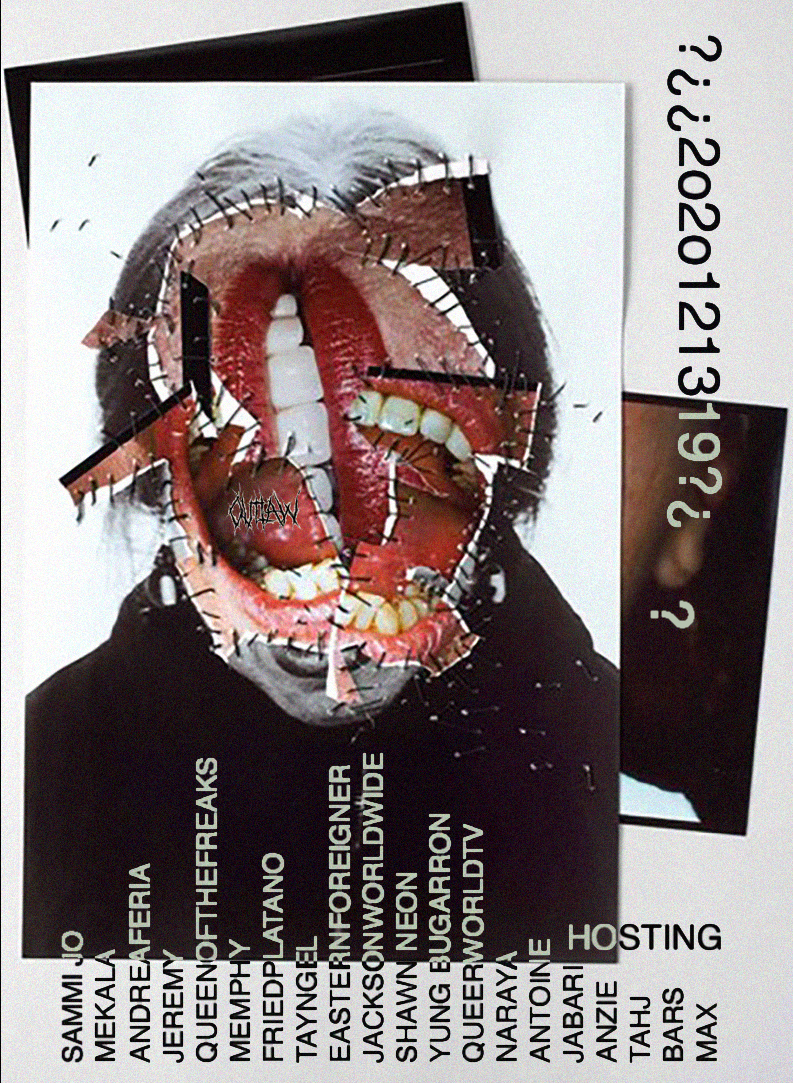 ?¿¿2o2o121319?¿ ?
OUTLAW
HOSTING
SAMMI JO
MEKALA
ANDREAFERIA
JEREMY
QUEENOFTHEFREAKS
MEMPHY
FRIEDPLATANO
TAYNGEL
EASTERNFOREIGNER
JACKSONWORLDWIDE
SHAWN NEON
YUNG BUGARRON
QUEERWORLDTV
NARAYA
ANTOINE
JABARI
ANZIE
TAHJ
BARS
MAX